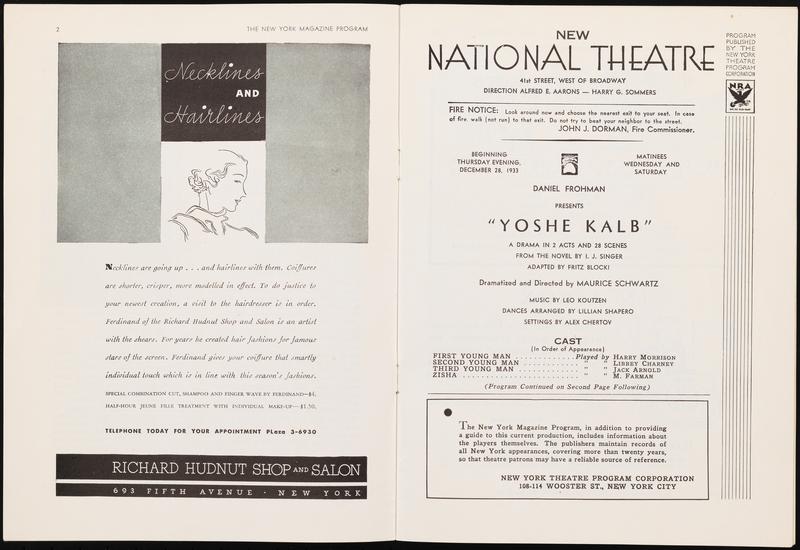 2
THE NEW YORK MAGAZINE PROGRAM
Necklines
AND
Hairlines
Necklines are going up . . . and hairlines with them. Coiffures
are shorter, crisper, more modelled in effect. To do justice to
your newest creation, a visit to the hairdresser is in order.
Ferdinand of the Richard Hudnut Shop and Salon is an artist
with the shears. For years he created hair fashions for famous
stars of the screen. Ferdinand gives your coiffure that smartly
individual touch which is in line with this season's fashions.
SPECIAL COMBINATION CUT, SHAMPOO AND FINGER WAVE BY FERDINAND—$4.
HALF-HOUR JEUNE FILLE TREATMENT WITH INDIVIDUAL MAKE-UP—$1.50.
TELEPHONE TODAY FOR YOUR APPOINTMENT PLaza 3-6930
RICHARD HUDNUT SHOP AND SALON
693 FIFTH AVENUE · NEW YORK
NEW
NATIONAL THEATRE
41st STREET, WEST OF BROADWAY
DIRECTION ALFRED E. AARONS — HARRY G. SOMMERS
PROGRAM
PUBLISHED
BY THE
NEW YORK
THEATRE
PROGRAM
CORPORATION
NRA
FIRE NOTICE: Look around now and choose the nearest exit to your seat. In case
of fire, walk (not run) to that exit. Do not try to beat your neighbor to the street.
JOHN J. DORMAN, Fire Commissioner.
BEGINNING
THURSDAY EVENING,
DECEMBER 28, 1933
MATINEES
WEDNESDAY AND
SATURDAY
DANIEL FROHMAN
PRESENTS
"YOSHE KALB"
A DRAMA IN 2 ACTS AND 28 SCENES
FROM THE NOVEL BY I. J. SINGER
ADAPTED BY FRITZ BLOCKI
Dramatized and Directed by MAURICE SCHWARTZ
MUSIC BY LEO KOUTZEN
DANCES ARRANGED BY LILLIAN SHAPERO
SETTINGS BY ALEX CHERTOV
CAST
(In Order of Appearance)
FIRST YOUNG MAN . . . . . . . . . . . . Played by HARRY MORRISON
SECOND YOUNG MAN . . . . . . . . . . . " " LIBBEY CHARNEY
THIRD YOUNG MAN . . . . . . . . . . . . " " JACK ARNOLD
ZISHA . . . . . . . . . . . . . . . . . . . . " " M. FARMAN
(Program Continued on Second Page Following)
The New York Magazine Program, in addition to providing
a guide to this current production, includes information about
the players themselves. The publishers maintain records of
all New York appearances, covering more than twenty years,
so that theatre patrons may have a reliable source of reference.
NEW YORK THEATRE PROGRAM CORPORATION
108-114 WOOSTER ST., NEW YORK CITY